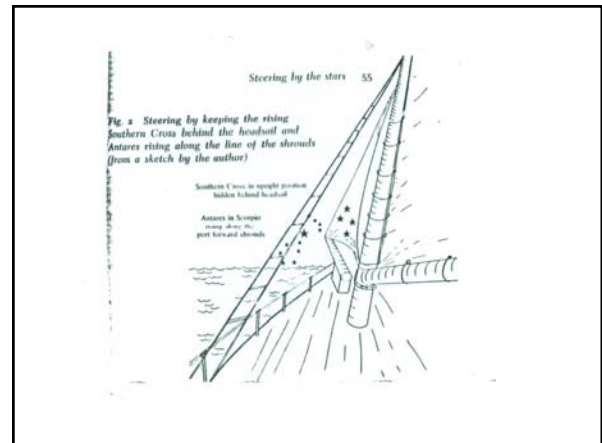 Steering by the stars 55
Fig. 2 Steering by keeping the rising
Southern Cross behind the headsail and
Antares rising along the line of the shrouds
(from a sketch by the author)
Southern Cross in upright position
hidden behind headsail
Antares in Scorpio
rising along the
port forward shrouds